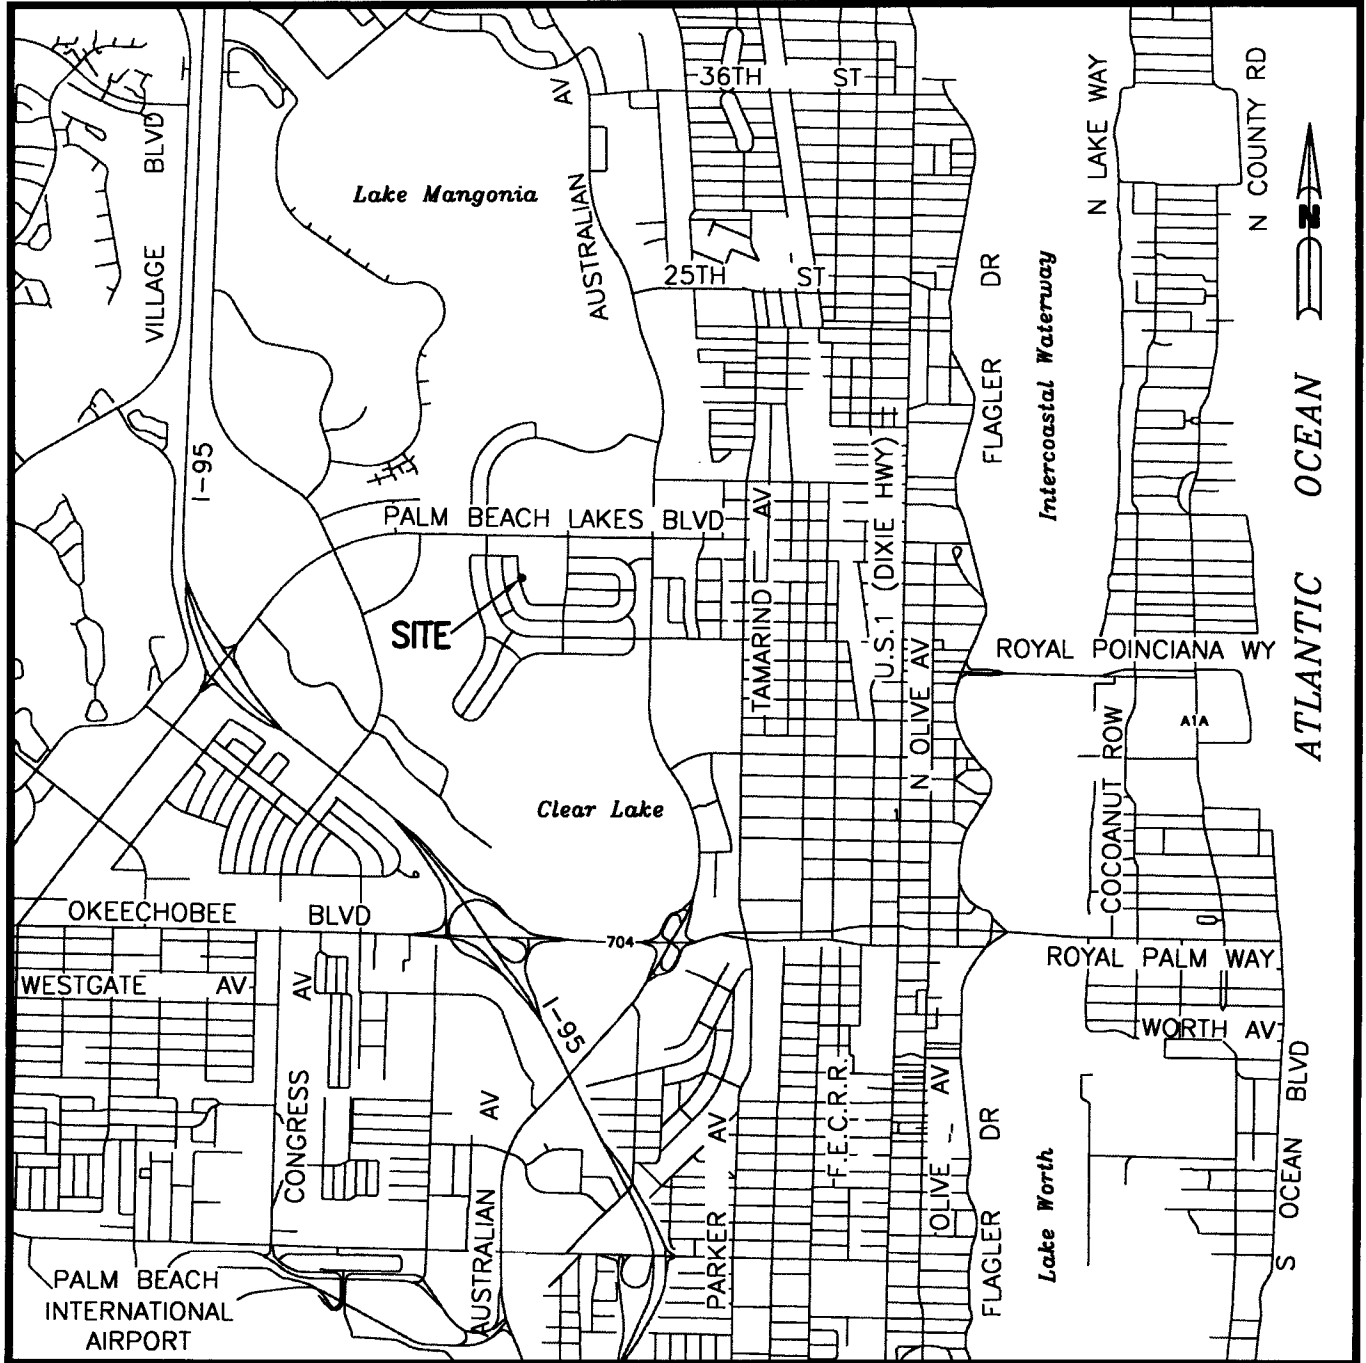 36TH ST
N LAKE WAY
N COUNTY RD
AV
BLVD
Lake Mangonia
N
AUSTRALIAN
VILLAGE
25TH ST
DR
Intercoastal Waterway
FLAGLER
OCEAN
I-95
PALM BEACH LAKES BLVD
AV
U.S.1 (DIXIE HWY)
SITE
TAMARIND
ATLANTIC
ROYAL POINCIANA WY
N OLIVE AV
A1A
COCOANUT ROW
Clear Lake
OKEECHOBEE BLVD
704
ROYAL PALM WAY
WESTGATE AV
AV
I-95
WORTH AV
CONGRESS
AV
AV
F.E.C.R.R.
AV
DR
S OCEAN BLVD
OLIVE
Lake Worth
AUSTRALIAN
PARKER
FLAGLER
PALM BEACH
INTERNATIONAL
AIRPORT